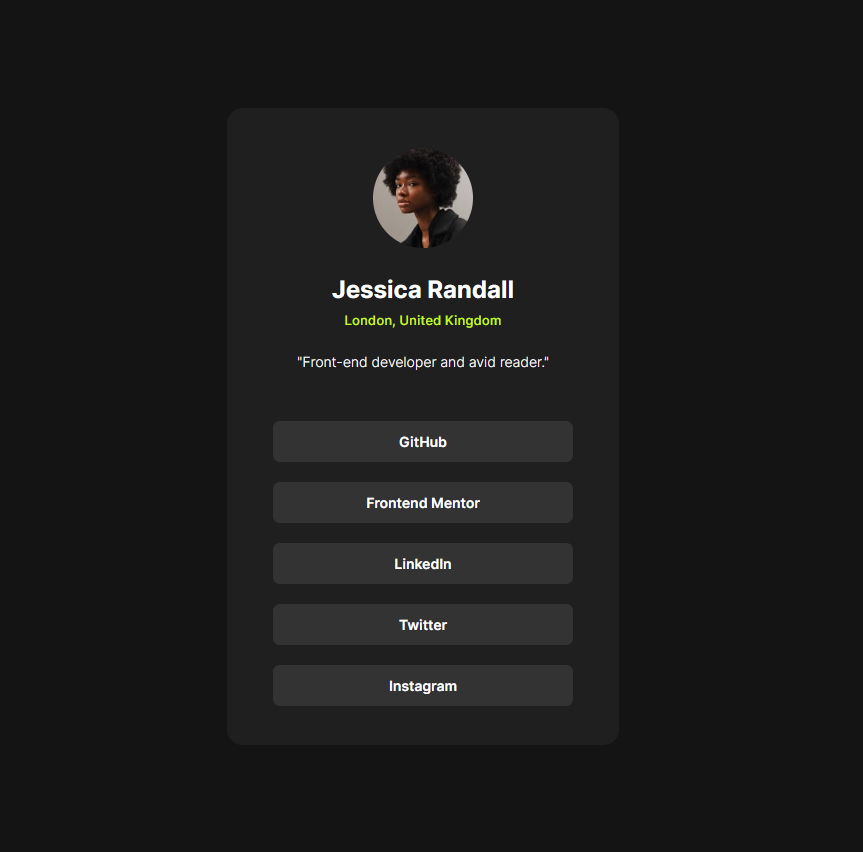 Jessica Randall
London, United Kingdom
"Front-end developer and avid reader."
GitHub
Frontend Mentor
LinkedIn
Twitter
Instagram